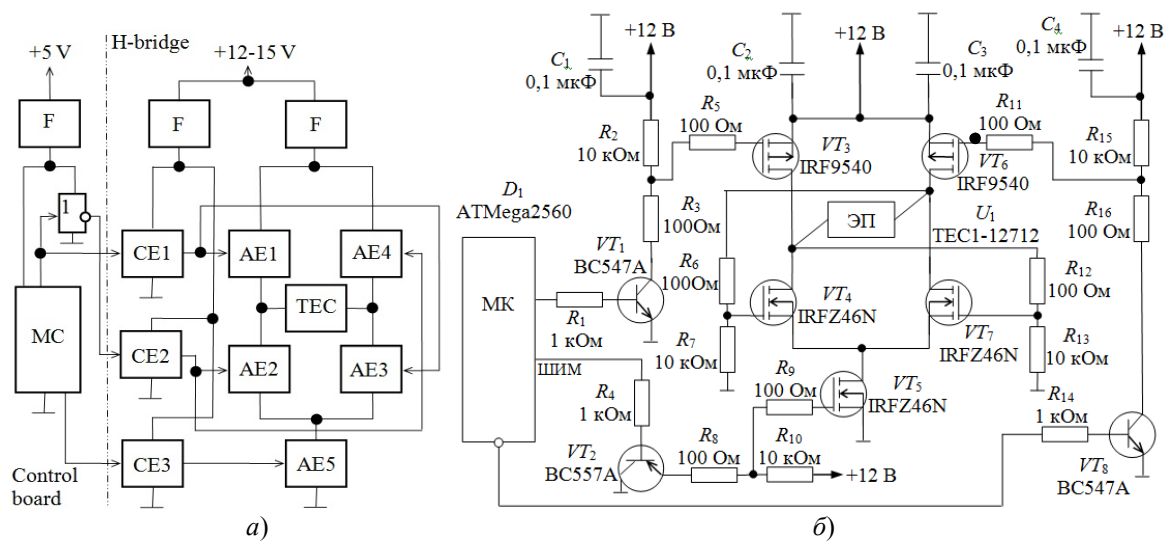 H-bridge
+5 V
+12-15 V
F
F
F
1
CE1
AE1
AE4
TEC
MC
CE2
AE2
AE3
CE3
AE5
Control
board
а)
+12 В
C₁
0,1 мкФ
C₂
0,1 мкФ
+12 В
C₃
0,1 мкФ
C₄
0,1 мкФ
+12 В
R₂
10 кОм
R₅
100 Ом
VT₃
IRF9540
R₁₁
100 Ом
VT₆
IRF9540
R₁₅
10 кОм
D₁
ATMega2560
R₃
100Ом
ЭП
U₁
TEC1-12712
R₁₆
100 Ом
VT₁
BC547A
R₆
100Ом
R₁₂
100 Ом
МК
R₁
1 кОм
VT₄
IRFZ46N
VT₇
IRFZ46N
R₇
10 кОм
R₁₃
10 кОм
ШИМ
R₄
1 кОм
R₉
100 Ом
VT₅
IRFZ46N
R₁₄
1 кОм
VT₂
BC557A
R₈
100 Ом
R₁₀
10 кОм
+12 В
VT₈
BC547A
б)